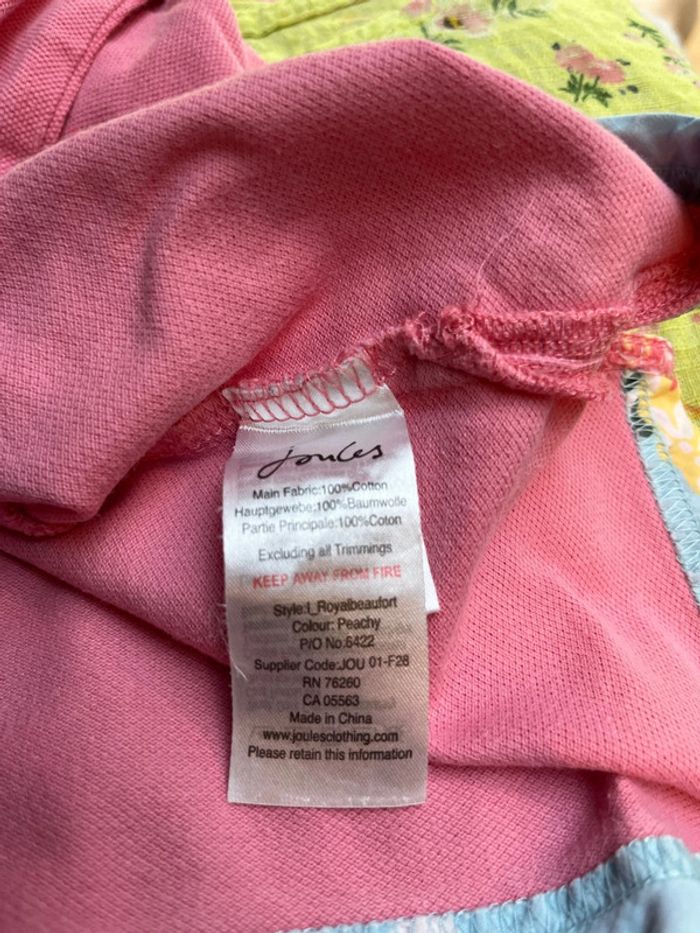 Joules
Main Fabric:100%Cotton
Hauptgewebe:100%Baumwolle
Partie Principale:100%Coton
Excluding all Trimmings
KEEP AWAY FROM FIRE
Style:L_Royalbeaufort
Colour: Peachy
P/O No.6422
Supplier Code:JOU 01-F28
RN 76260
CA 05563
Made in China
www.joulesclothing.com
Please retain this information